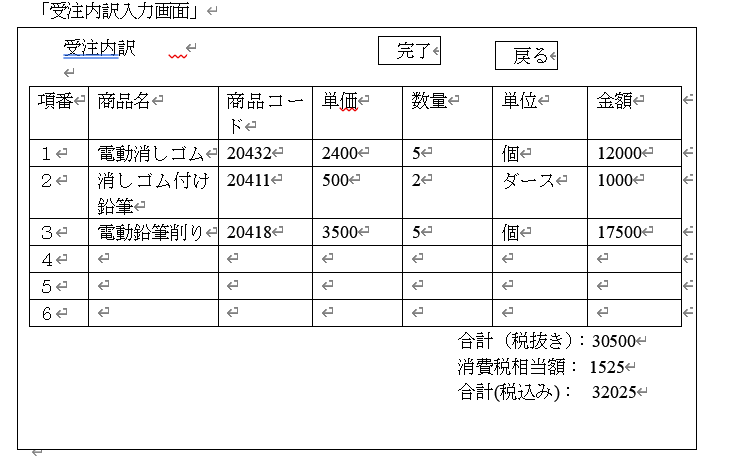 「受注内訳入力画面」
受注内訳 完了 戻る
項番 商品名 商品コー 単価 数量 単位 金額
ド
１ 電動消しゴム 20432 2400 5 個 12000
２ 消しゴム付け 20411 500 2 ダース 1000
鉛筆
３ 電動鉛筆削り 20418 3500 5 個 17500
４
５
６
合計（税抜き）：30500
消費税相当額： 1525
合計(税込み)： 32025